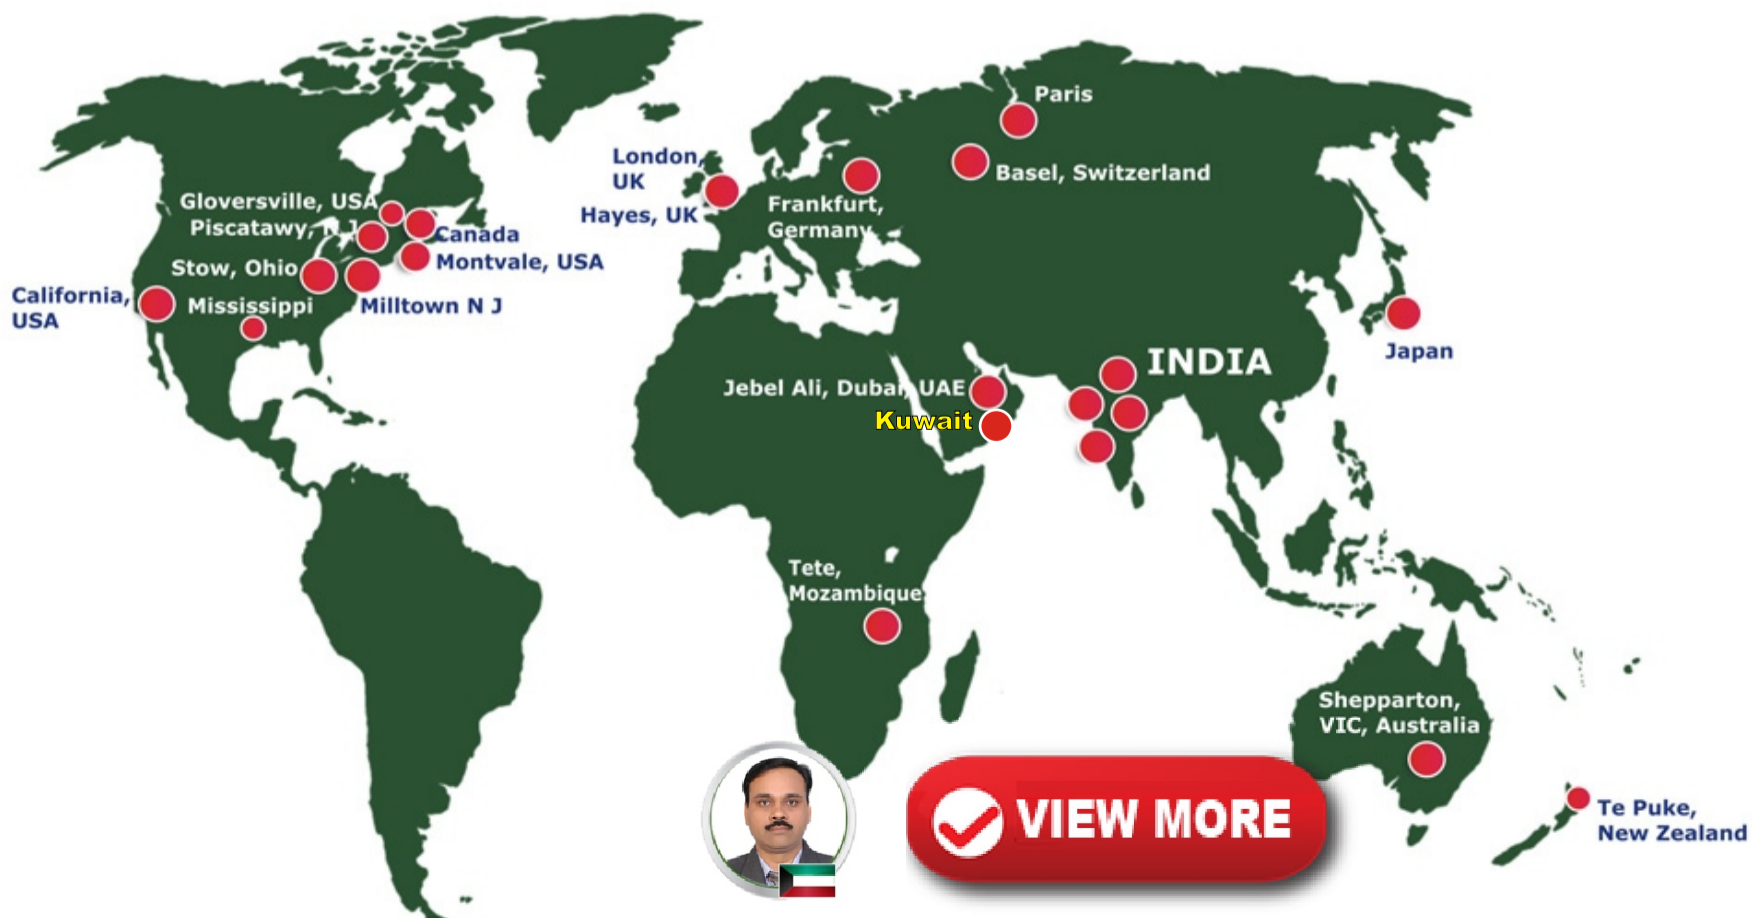 Paris
London,
UK
Basel, Switzerland
Gloversville, USA
Hayes, UK
Frankfurt,
Germany
Piscatawy, N J
Canada
Montvale, USA
Stow, Ohio
California,
USA
Mississippi
Milltown N J
Japan
INDIA
Jebel Ali, Dubai, UAE
Kuwait
Tete,
Mozambique
Shepparton,
VIC, Australia
VIEW MORE
Te Puke,
New Zealand